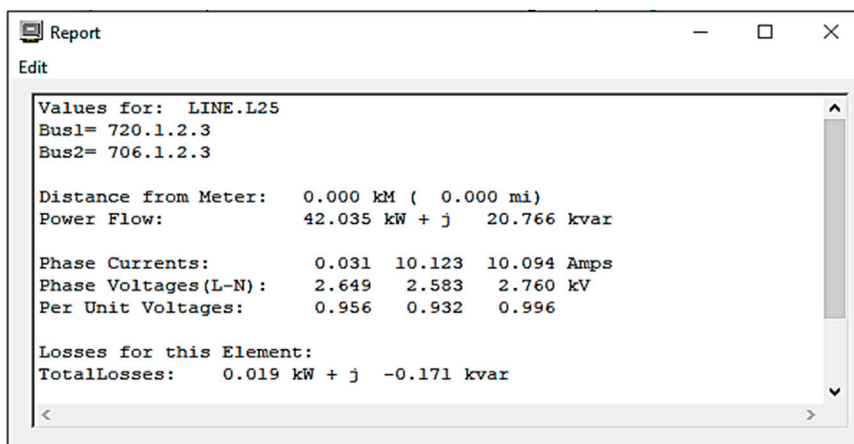 Report
Edit
Values for: LINE.L25
Bus1= 720.1.2.3
Bus2= 706.1.2.3
Distance from Meter: 0.000 kM ( 0.000 mi)
Power Flow: 42.035 kW + j 20.766 kvar
Phase Currents: 0.031 10.123 10.094 Amps
Phase Voltages(L-N): 2.649 2.583 2.760 kV
Per Unit Voltages: 0.956 0.932 0.996
Losses for this Element:
TotalLosses: 0.019 kW + j -0.171 kvar